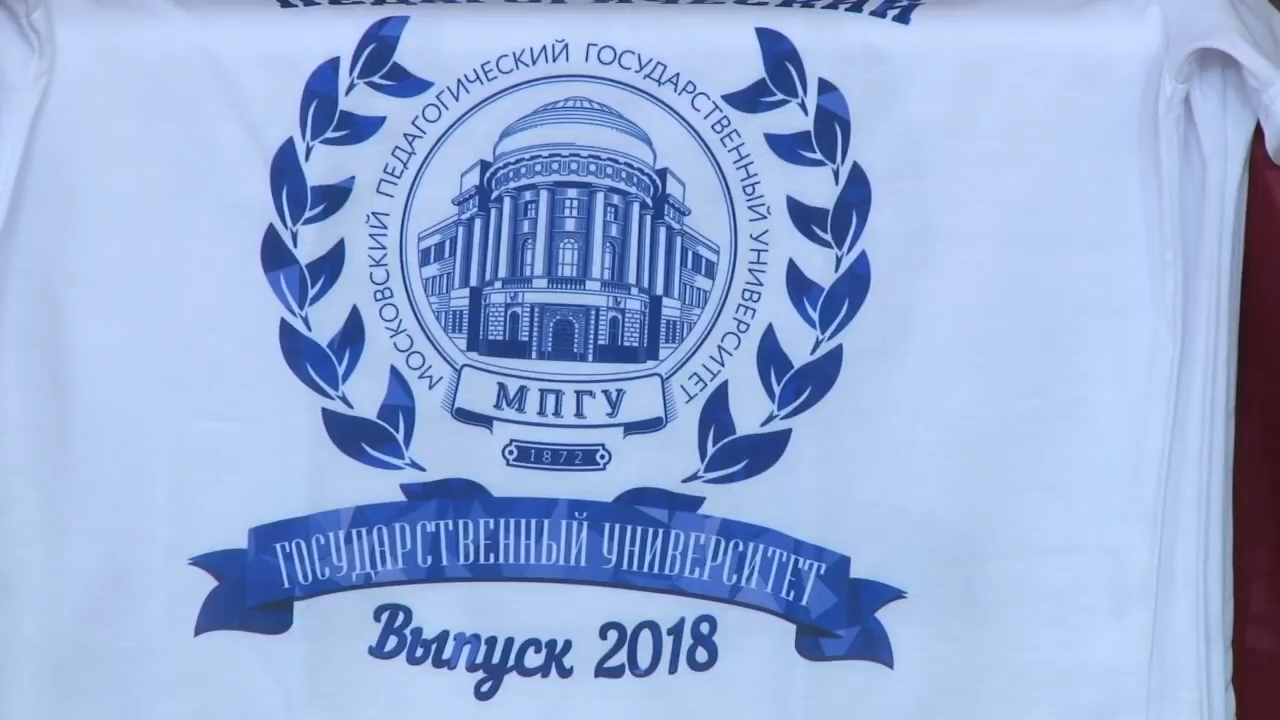 ПЕДАГОГИЧЕСКИЙ
МОСКОВСКИЙ ПЕДАГОГИЧЕСКИЙ ГОСУДАРСТВЕННЫЙ УНИВЕРСИТЕТ
МПГУ
1872
ГОСУДАРСТВЕННЫЙ УНИВЕРСИТЕТ
Выпуск 2018